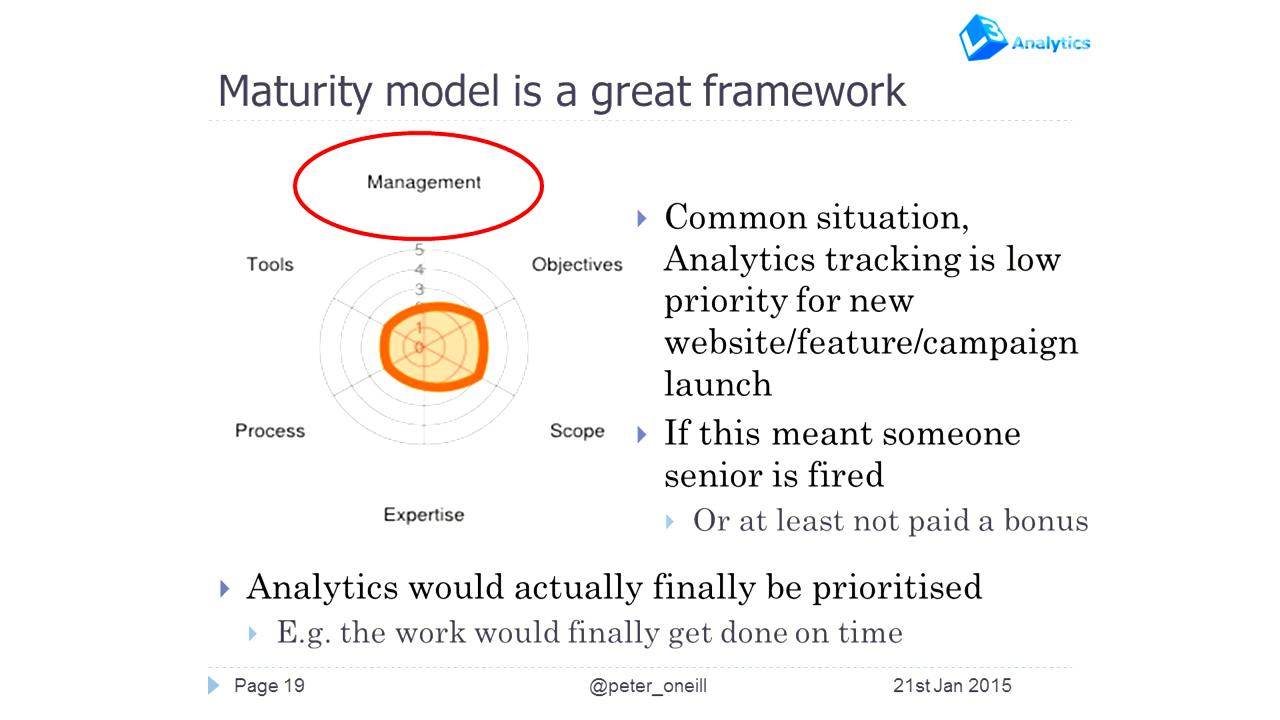 L3 Analytics
Maturity model is a great framework
Management
Tools
Objectives
Process
Scope
Expertise
5
4
3
1
0
Common situation,
Analytics tracking is low
priority for new
website/feature/campaign
launch
If this meant someone
senior is fired
Or at least not paid a bonus
Analytics would actually finally be prioritised
E.g. the work would finally get done on time
Page 19
@peter_oneill
21st Jan 2015